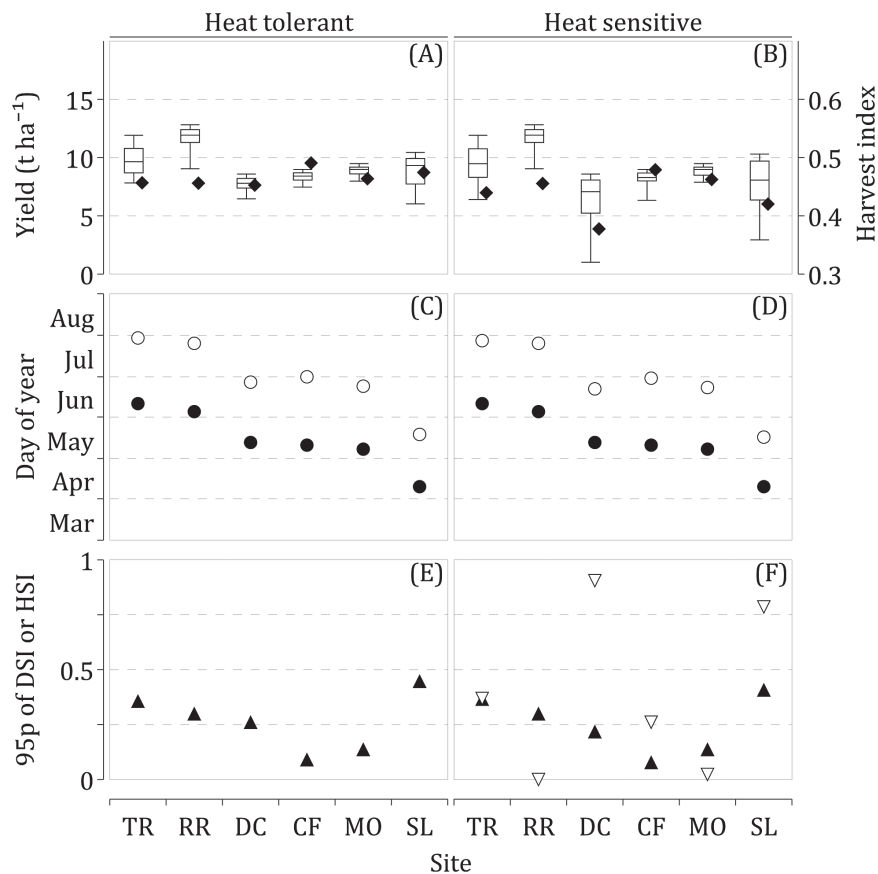 Heat tolerant Heat sensitive
(A) (B)
Yield (t ha⁻¹)
15
10
5
0
0.6
0.5
0.4
0.3
Harvest index
(C) (D)
Day of year
Aug
Jul
Jun
May
Apr
Mar
(E) (F)
95p of DSI or HSI
1
0.5
0
TR RR DC CF MO SL TR RR DC CF MO SL
Site